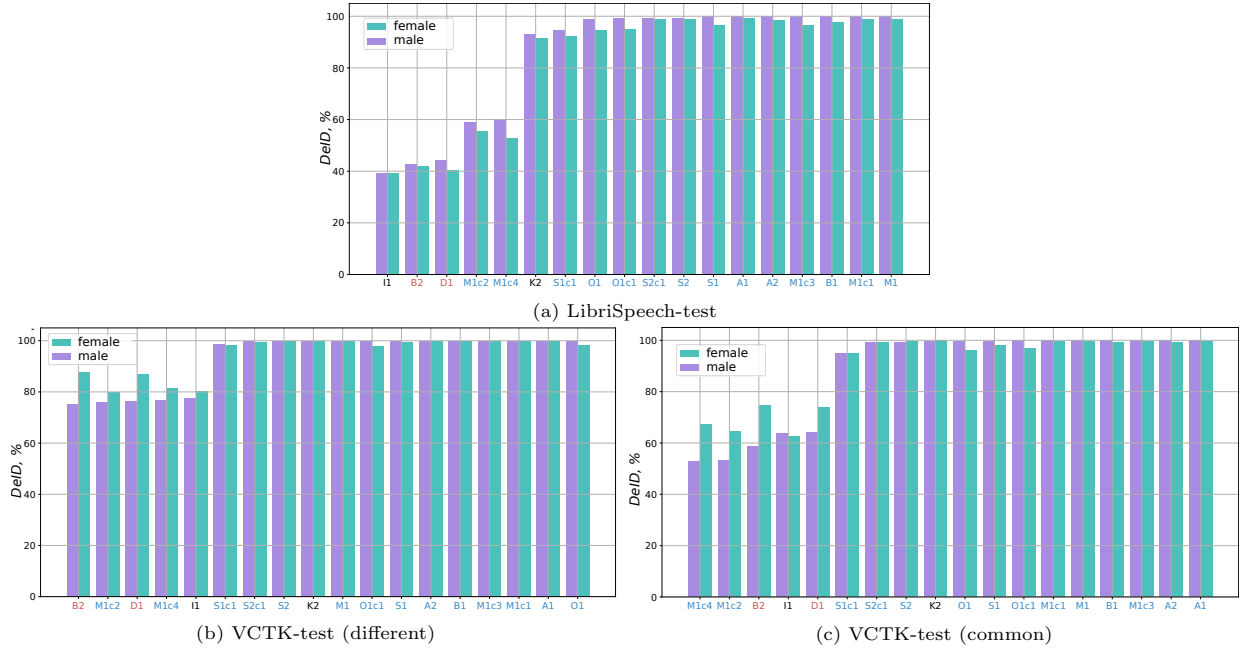 100
80
60
40
20
0
DeID, %
female
male
I1 B2 D1 M1c2 M1c4 K2 S1c1 O1 O1c1 S2c1 S2 S1 A1 A2 M1c3 B1 M1c1 M1
(a) LibriSpeech-test
100
80
60
40
20
0
DeID, %
female
male
B2 M1c2 D1 M1c4 I1 S1c1 S2c1 S2 K2 M1 O1c1 S1 A2 B1 M1c3 M1c1 A1 O1
(b) VCTK-test (different)
100
80
60
40
20
0
DeID, %
female
male
M1c4 M1c2 B2 I1 D1 S1c1 S2c1 S2 K2 O1 S1 O1c1 M1c1 M1 B1 M1c3 A2 A1
(c) VCTK-test (common)